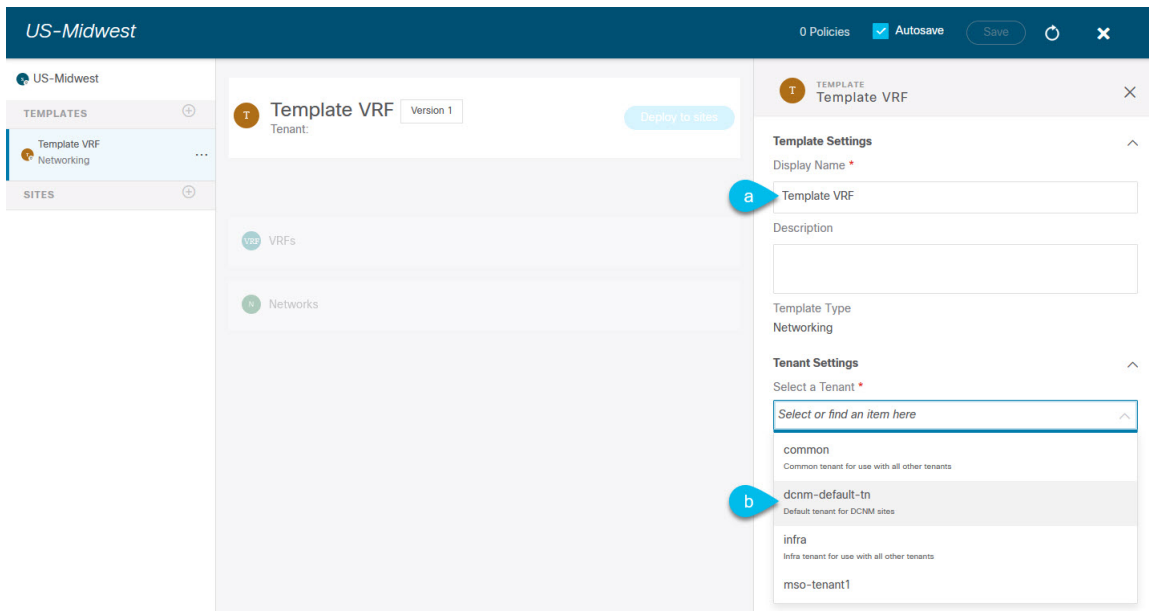 US-Midwest
0 Policies
Autosave
Save
US-Midwest
TEMPLATES
Template VRF
Networking
SITES
T
Template VRF
Version 1
Tenant:
Deploy to sites
VRF
VRFs
N
Networks
T
TEMPLATE
Template VRF
Template Settings
Display Name *
a
Template VRF
Description
Template Type
Networking
Tenant Settings
Select a Tenant *
Select or find an item here
common
Common tenant for use with all other tenants
b
dcnm-default-tn
Default tenant for DCNM sites
infra
Infra tenant for use with all other tenants
mso-tenant1